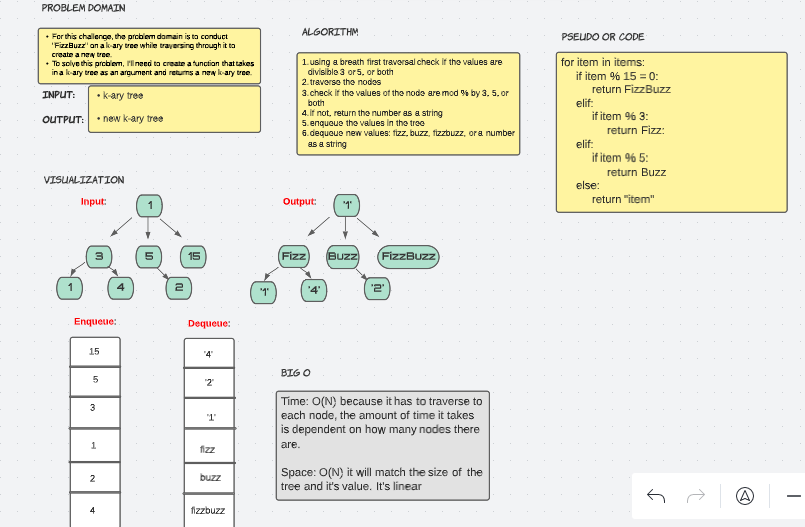 PROBLEM DOMAIN
• For this challenge, the problem domain is to conduct
"FizzBuzz" on a k-ary tree while traversing through it to
create a new tree.
• To solve this problem, I'll need to create a function that takes
in a k-ary tree as an argument and returns a new k-ary tree.
INPUT:
• k-ary tree
OUTPUT:
• new k-ary tree
ALGORITHM
1. using a breath first traversal check if the values are
divisible 3 or 5, or both
2. traverse the nodes
3. check if the values of the node are mod % by 3, 5, or
both
4. if not, return the number as a string
5. enqueue the values in the tree
6. dequeue new values: fizz, buzz, fizzbuzz, or a number
as a string
PSEUDO OR CODE
for item in items:
if item % 15 = 0:
return FizzBuzz
elif:
if item % 3:
return Fizz:
elif:
if item % 5:
return Buzz
else:
return "item"
VISUALIZATION
Input:
1
3 5 15
1 4 2
Output:
'1'
Fizz Buzz FizzBuzz
'1' '4' '2'
Enqueue:
15
5
3
1
2
4
Dequeue:
'4'
'2'
'1'
fizz
buzz
fizzbuzz
BIG O
Time: O(N) because it has to traverse to
each node, the amount of time it takes
is dependent on how many nodes there
are.
Space: O(N) it will match the size of the
tree and it's value. It's linear